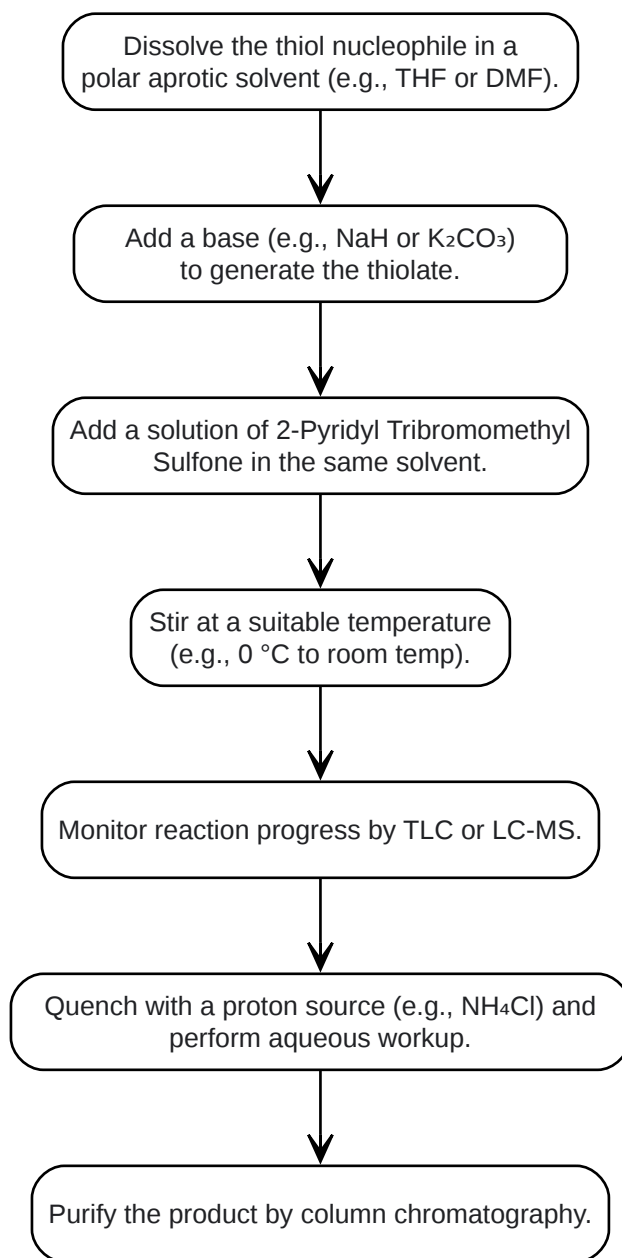 Dissolve the thiol nucleophile in a
polar aprotic solvent (e.g., THF or DMF).
Add a base (e.g., NaH or K₂CO₃)
to generate the thiolate.
Add a solution of 2-Pyridyl Tribromomethyl
Sulfone in the same solvent.
Stir at a suitable temperature
(e.g., 0 °C to room temp).
Monitor reaction progress by TLC or LC-MS.
Quench with a proton source (e.g., NH₄Cl) and
perform aqueous workup.
Purify the product by column chromatography.